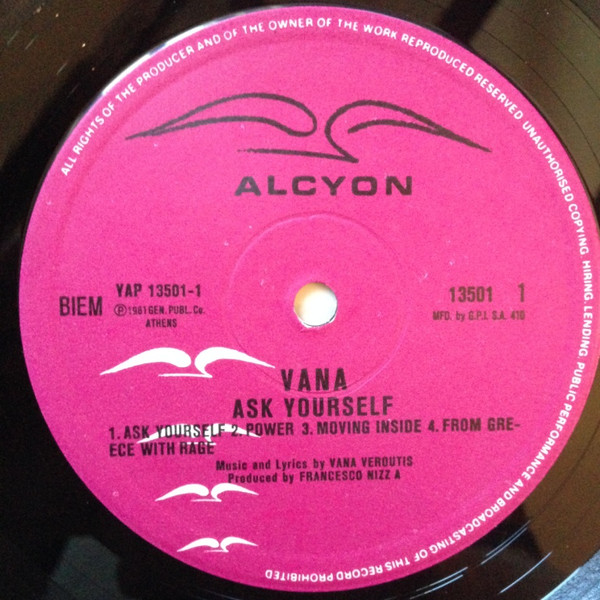 ALL RIGHTS OF THE PRODUCER AND OF THE OWNER OF THE WORK REPRODUCED RESERVED. UNAUTHORISED COPYING. HIRING. LENDING. PUBLIC PERFORMANCE AND BROADCASTING OF THIS RECORD PROHIBITED
ALCYON
BIEM
YAP 13501-1
Ⓟ 1981 GEN. PUBL. Co.
ATHENS
13501 1
MFD. by G.P.I. S.A. 410
VANA
ASK YOURSELF
1. ASK YOURSELF 2. POWER 3. MOVING INSIDE 4. FROM GRE-
ECE WITH RAGE
Music and Lyrics by VANA VEROUTIS
Produced by FRANCESCO NIZZ A